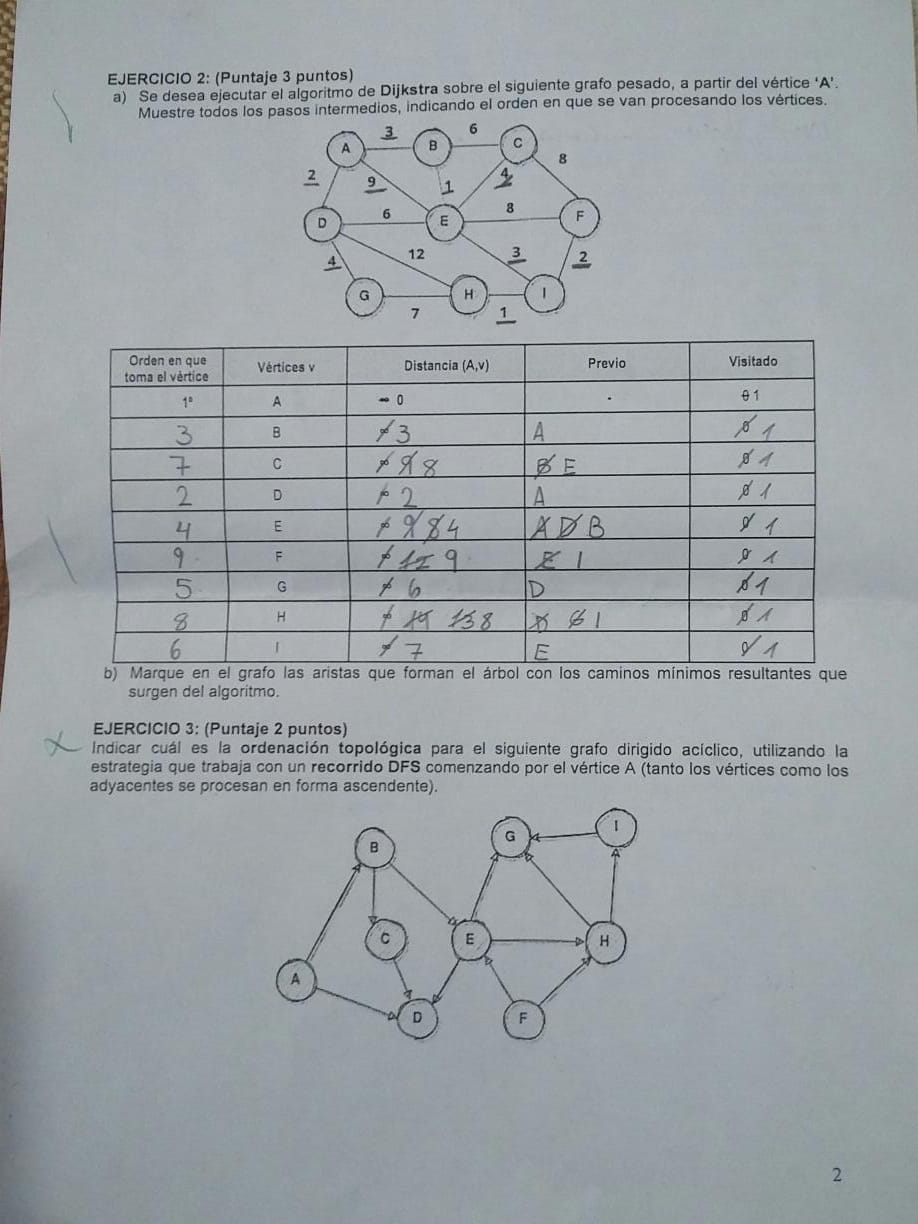 EJERCICIO 2: (Puntaje 3 puntos)
a) Se desea ejecutar el algoritmo de Dijkstra sobre el siguiente grafo pesado, a partir del vértice 'A'.
Muestre todos los pasos intermedios, indicando el orden en que se van procesando los vértices.
3 6
A B C 8
2 9 1 4
D 6 E 8 F
4 12 3 2
G H I
7 1
Orden en que toma el vértice Vértices v Distancia (A,v) Previo Visitado
1º A ∞ 0 - 0 1
3 B ∞ 3 A 0 1
7 C ∞ 9 8 B E 0 1
2 D ∞ 2 A 0 1
4 E ∞ 9 8 4 A D B 0 1
9 F ∞ 12 9 E I 0 1
5 G ∞ 6 D 0 1
8 H ∞ 14 13 8 D G I 0 1
6 I ∞ 7 E 0 1
b) Marque en el grafo las aristas que forman el árbol con los caminos mínimos resultantes que
surgen del algoritmo.
EJERCICIO 3: (Puntaje 2 puntos)
Indicar cuál es la ordenación topológica para el siguiente grafo dirigido acíclico, utilizando la
estrategia que trabaja con un recorrido DFS comenzando por el vértice A (tanto los vértices como los
adyacentes se procesan en forma ascendente).
B G I
C E H
A
D F
2